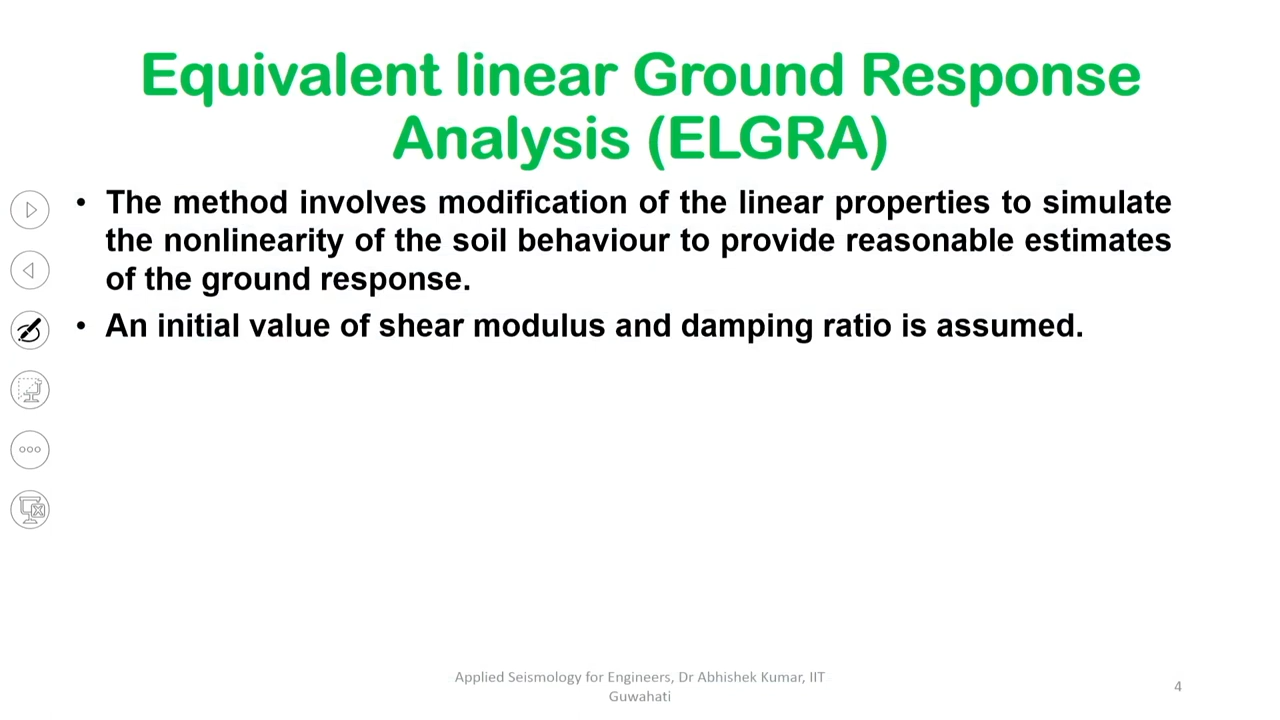 Equivalent linear Ground Response
Analysis (ELGRA)
• The method involves modification of the linear properties to simulate
the nonlinearity of the soil behaviour to provide reasonable estimates
of the ground response.
• An initial value of shear modulus and damping ratio is assumed.
Applied Seismology for Engineers, Dr Abhishek Kumar, IIT
Guwahati
4